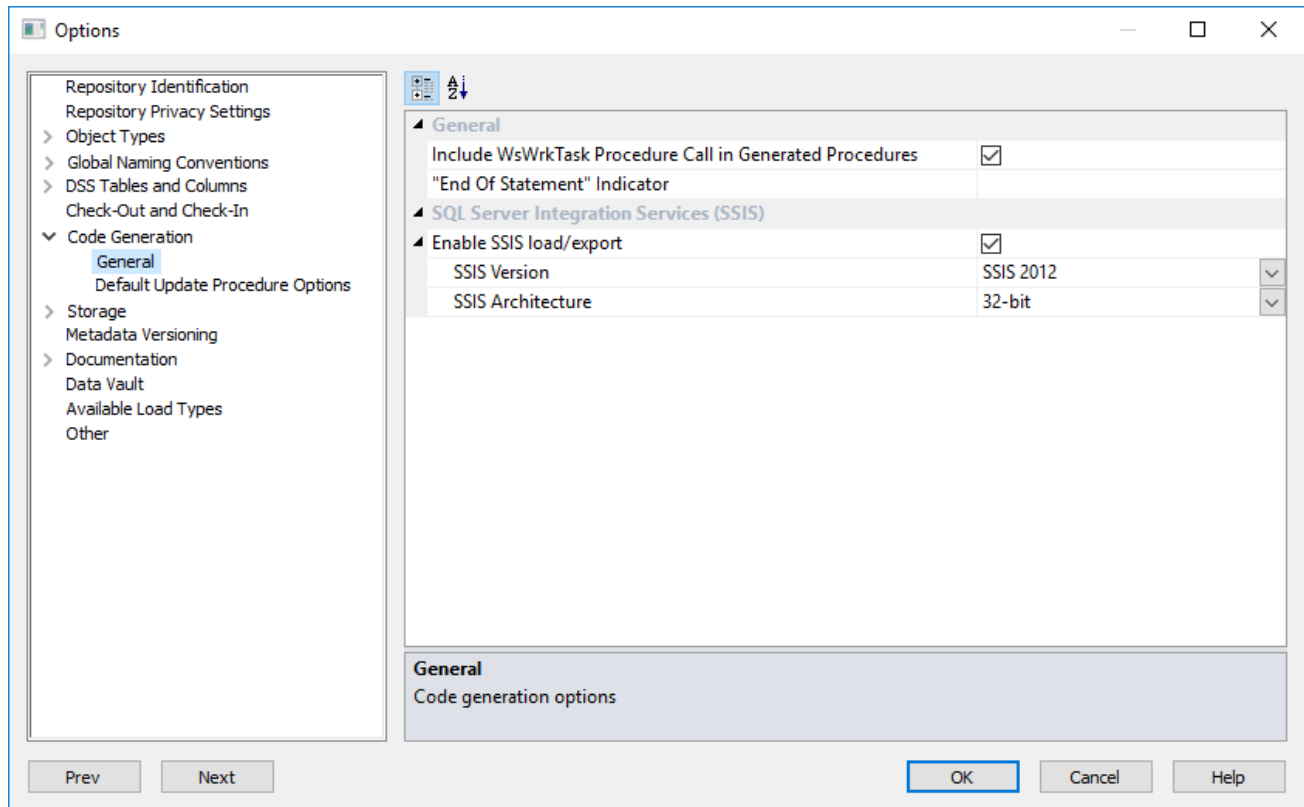 Options
Repository Identification
Repository Privacy Settings
Object Types
Global Naming Conventions
DSS Tables and Columns
Check-Out and Check-In
Code Generation
General
Default Update Procedure Options
Storage
Metadata Versioning
Documentation
Data Vault
Available Load Types
Other
A
Z
General
Include WsWrkTask Procedure Call in Generated Procedures
"End Of Statement" Indicator
SQL Server Integration Services (SSIS)
Enable SSIS load/export
SSIS Version SSIS 2012
SSIS Architecture 32-bit
General
Code generation options
Prev Next OK Cancel Help